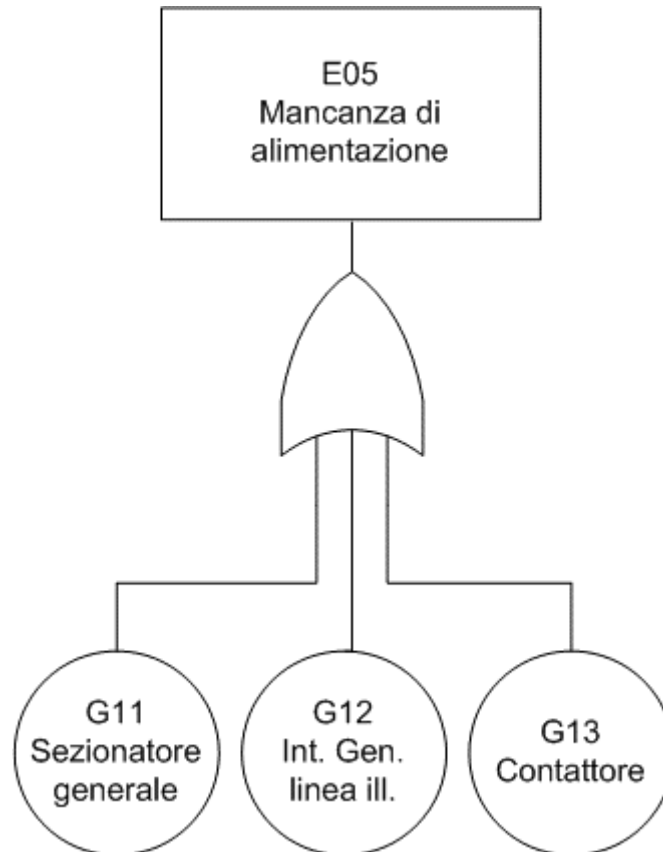 E05
Mancanza di
alimentazione
G11
Sezionatore
generale
G12
Int. Gen.
linea ill.
G13
Contattore